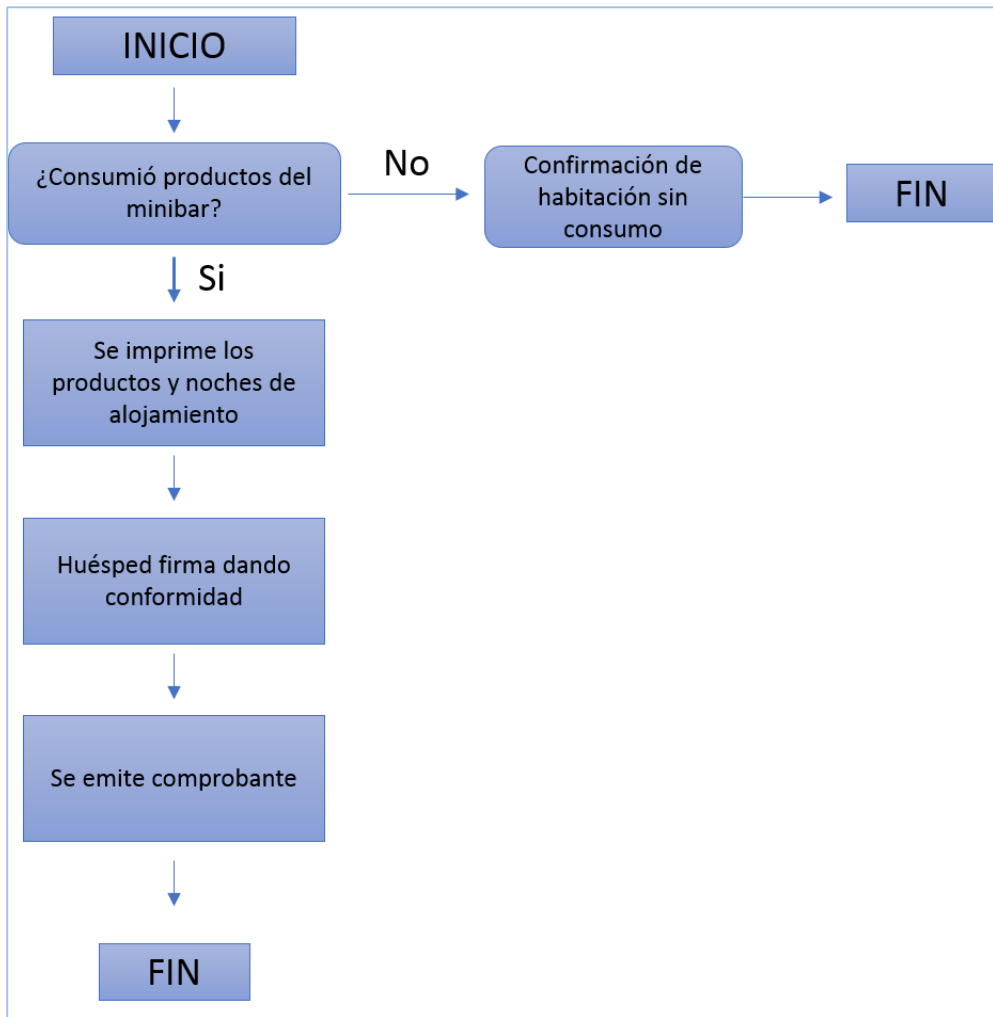 INICIO
¿Consumió productos del
minibar?
No
Confirmación de
habitación sin
consumo
FIN
Si
Se imprime los
productos y noches de
alojamiento
Huésped firma dando
conformidad
Se emite comprobante
FIN